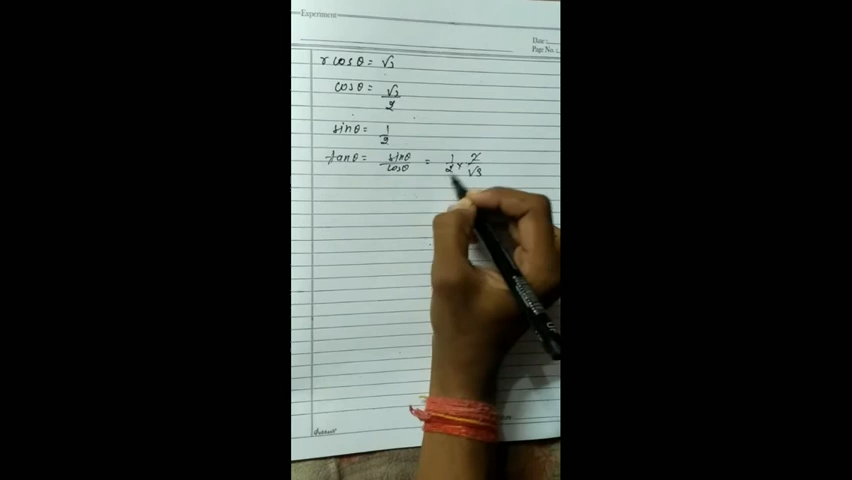 Experiment
Date :
Page No. :
r cosθ = √3
cosθ = √3/2
sinθ = 1/2
tanθ = sinθ/cosθ = 1/2 × 2/√3